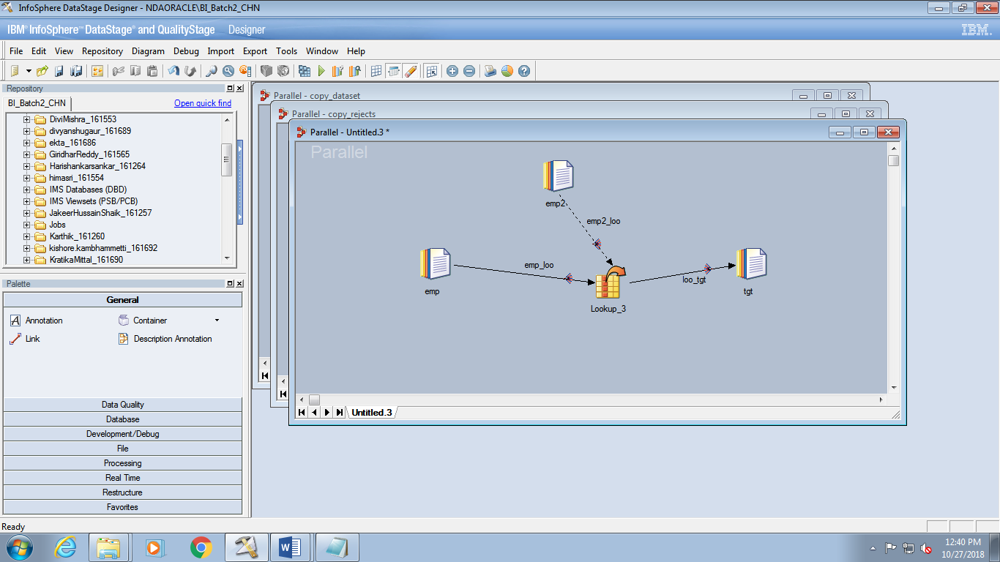 InfoSphere DataStage Designer - NDAORACLE\BI_Batch2_CHN
IBM® InfoSphere™ DataStage® and QualityStage Designer
IBM.
File Edit View Repository Diagram Debug Import Export Tools Window Help
Repository
BI_Batch2_CHN Open quick find
DiviMishra_161553
divyanshugaur_161689
ekta_161686
GiridharReddy_161565
Harishankarsankar_161264
himasri_161554
IMS Databases (DBD)
IMS Viewsets (PSB/PCB)
JakeerHussainShaik_161257
Jobs
Karthik_161260
kishore.kambhammetti_161692
KratikaMittal_161690
Palette
General
Annotation Container
Link Description Annotation
Data Quality
Database
Development/Debug
File
Processing
Real Time
Restructure
Favorites
Parallel - copy_dataset
Parallel - copy_rejects
Parallel - Untitled.3 *
Parallel
emp2
emp2_loo
emp_loo
emp
Lookup_3
loo_tgt
tgt
Untitled.3
Ready
12:40 PM
10/27/2018